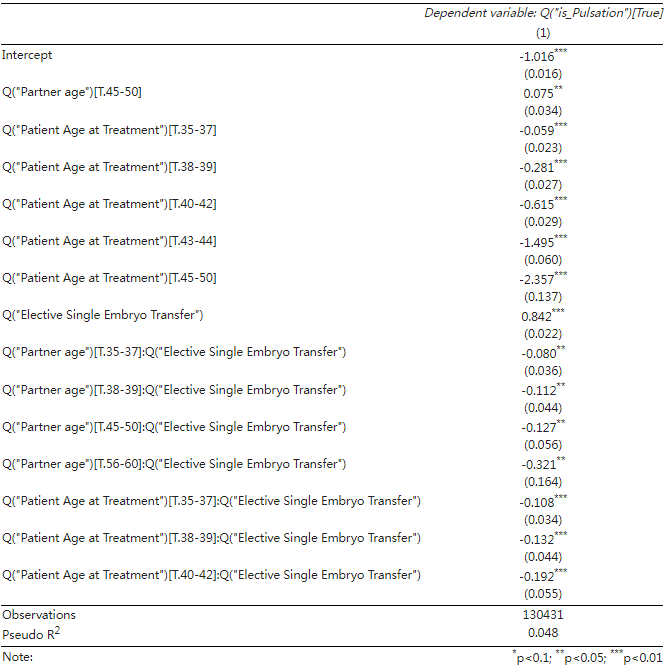 Dependent variable: Q("is_Pulsation")[True]
(1)
Intercept -1.016***
(0.016)
Q("Partner age")[T.45-50] 0.075**
(0.034)
Q("Patient Age at Treatment")[T.35-37] -0.059***
(0.023)
Q("Patient Age at Treatment")[T.38-39] -0.281***
(0.027)
Q("Patient Age at Treatment")[T.40-42] -0.615***
(0.029)
Q("Patient Age at Treatment")[T.43-44] -1.495***
(0.060)
Q("Patient Age at Treatment")[T.45-50] -2.357***
(0.137)
Q("Elective Single Embryo Transfer") 0.842***
(0.022)
Q("Partner age")[T.35-37]:Q("Elective Single Embryo Transfer") -0.080**
(0.036)
Q("Partner age")[T.38-39]:Q("Elective Single Embryo Transfer") -0.112**
(0.044)
Q("Partner age")[T.45-50]:Q("Elective Single Embryo Transfer") -0.127**
(0.056)
Q("Partner age")[T.56-60]:Q("Elective Single Embryo Transfer") -0.321**
(0.164)
Q("Patient Age at Treatment")[T.35-37]:Q("Elective Single Embryo Transfer") -0.108***
(0.034)
Q("Patient Age at Treatment")[T.38-39]:Q("Elective Single Embryo Transfer") -0.132***
(0.044)
Q("Patient Age at Treatment")[T.40-42]:Q("Elective Single Embryo Transfer") -0.192***
(0.055)
Observations 130431
Pseudo R2 0.048
Note: *p<0.1; **p<0.05; ***p<0.01